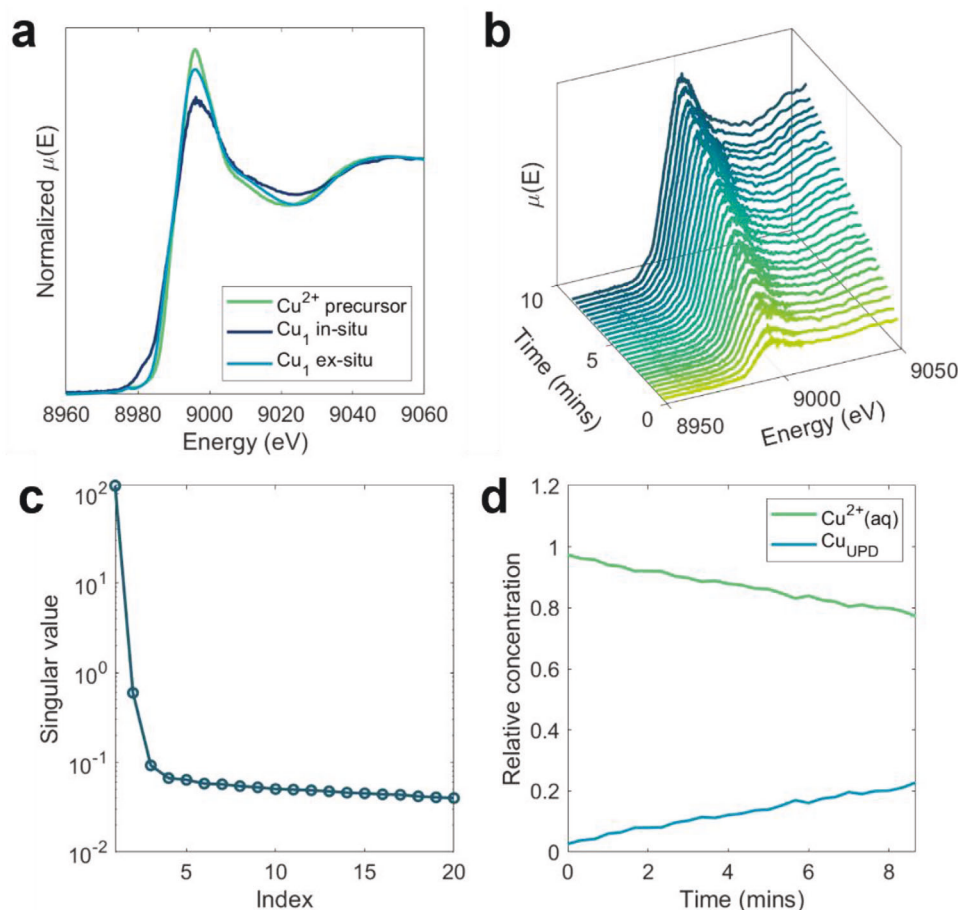 a
Normalized μ(E)
Cu2+ precursor
Cu1 in-situ
Cu1 ex-situ
8960 8980 9000 9020 9040 9060
Energy (eV)
b
μ(E)
10
5
0
Time (mins)
8950
9000
9050
Energy (eV)
c
Singular value
10^2
10^1
10^0
10^-1
10^-2
5 10 15 20
Index
d
Relative concentration
1.2
1
0.8
0.6
0.4
0.2
0
Cu2+(aq)
CuUPD
0 2 4 6 8
Time (mins)